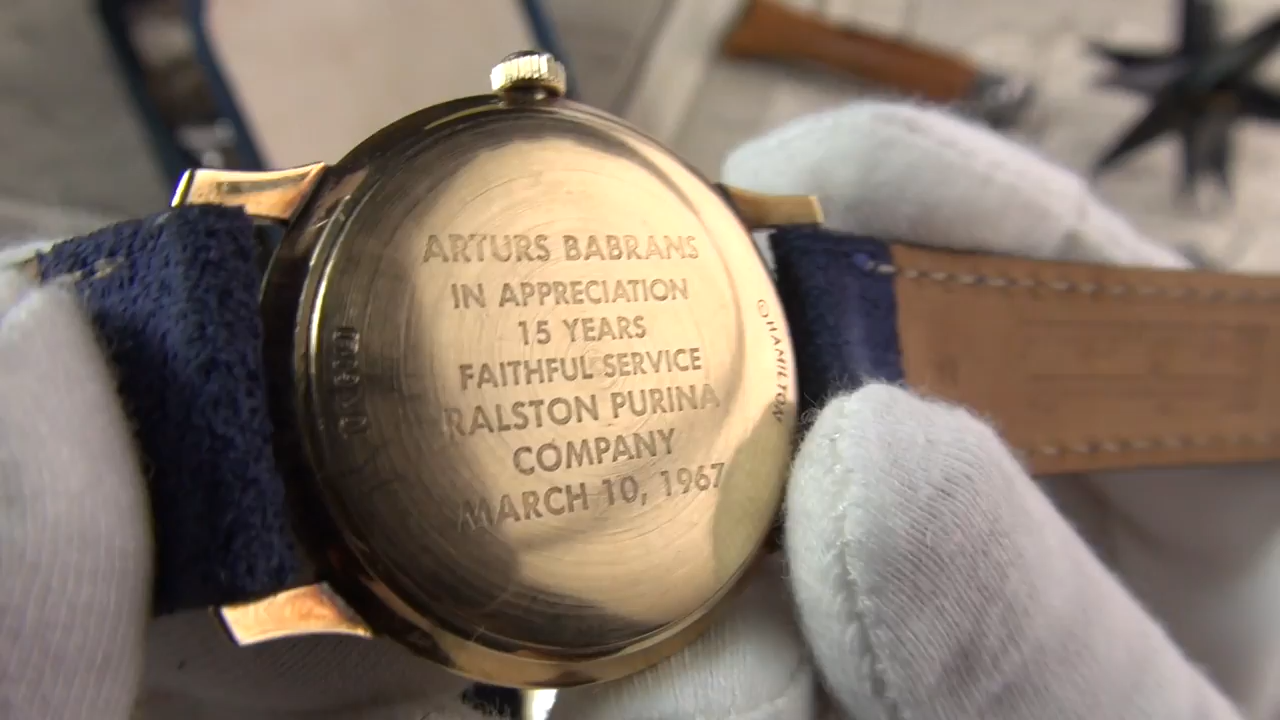 ARTURS BABRANS
IN APPRECIATION
15 YEARS
FAITHFUL SERVICE
RALSTON PURINA
COMPANY
MARCH 10, 1967
©HAMILTON